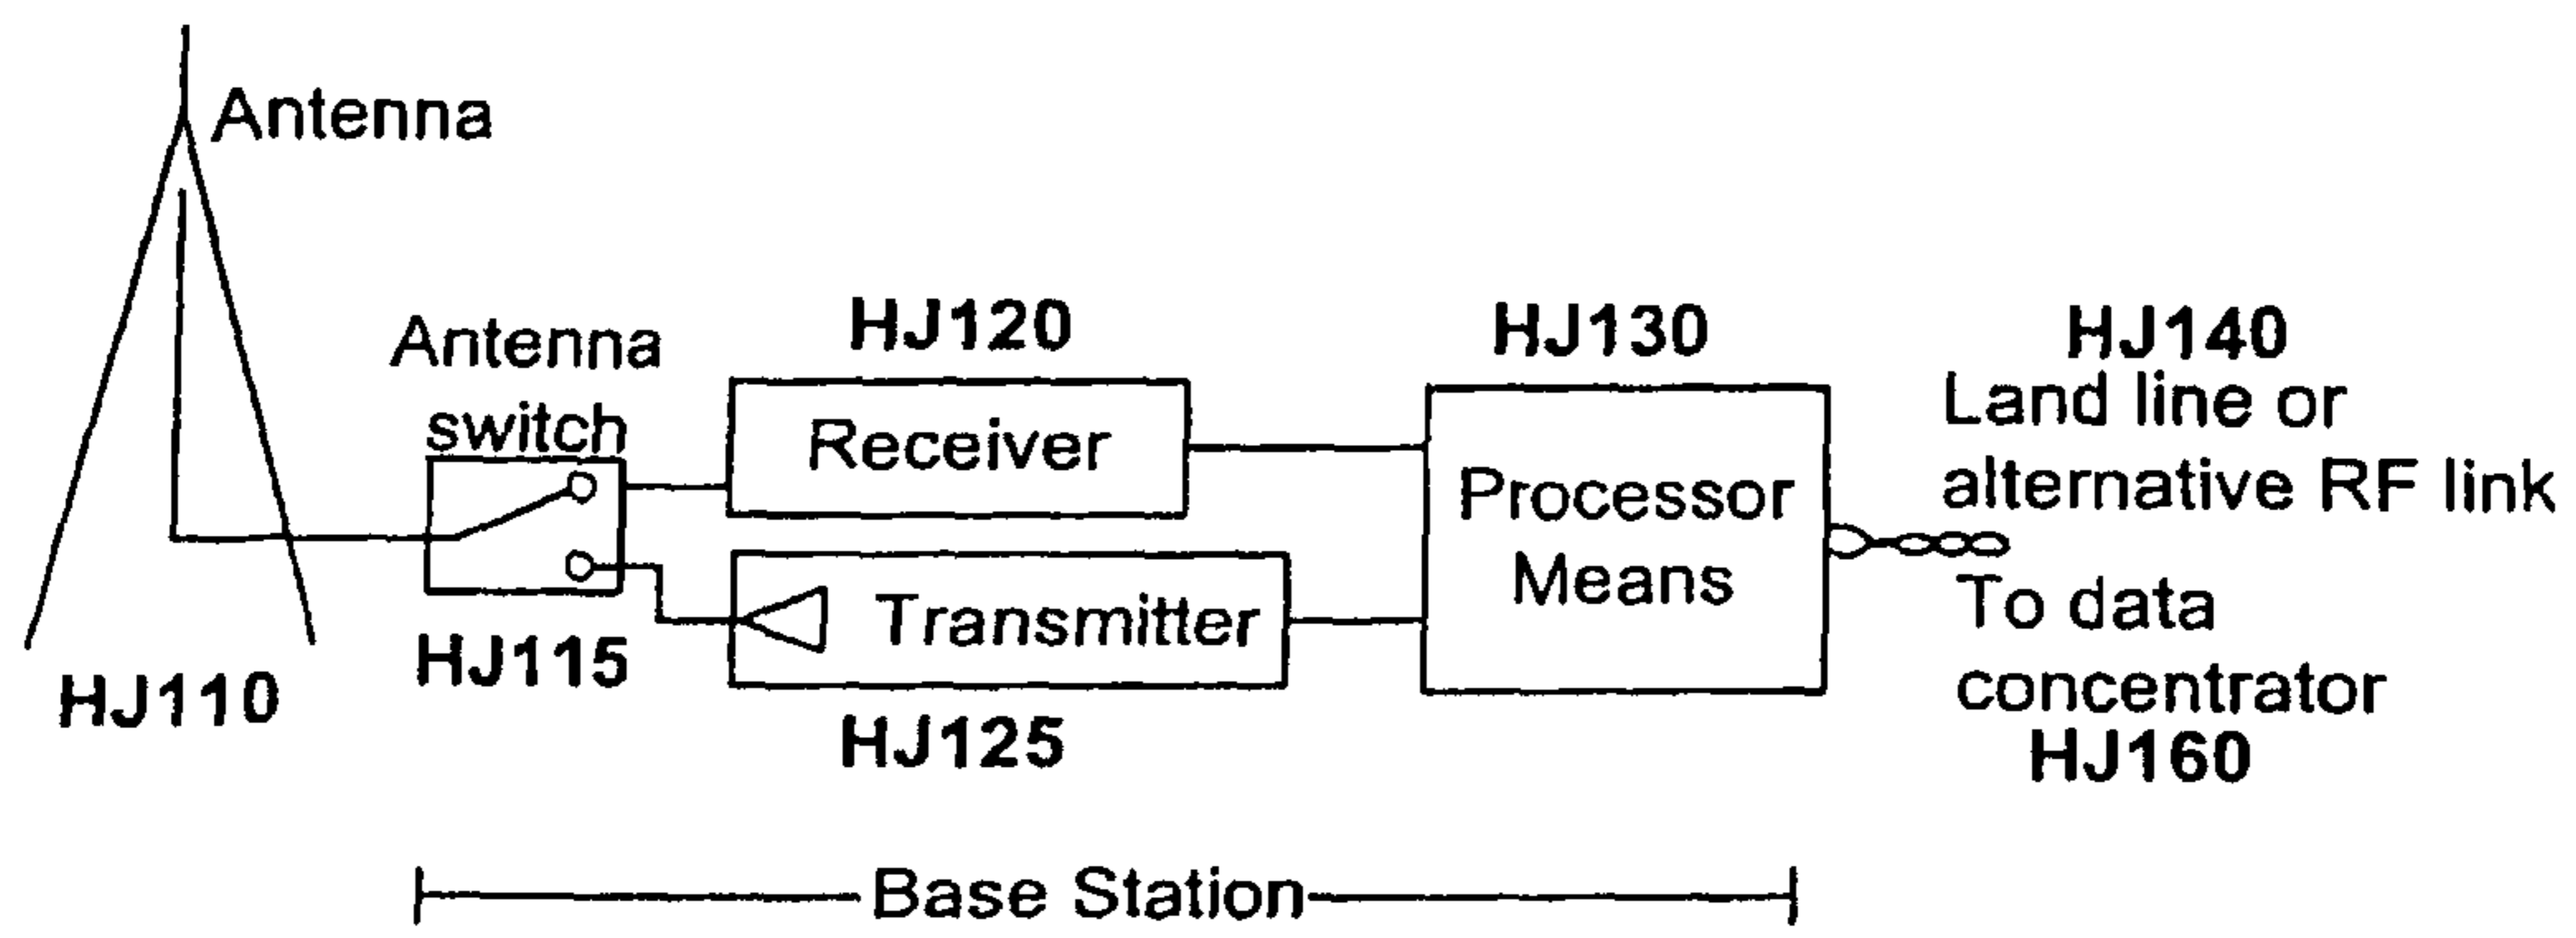 Antenna
HJ110
Antenna
switch
HJ115
HJ120
Receiver
Transmitter
HJ125
HJ130
Processor
Means
HJ140
Land line or
alternative RF link
To data
concentrator
HJ160
Base Station